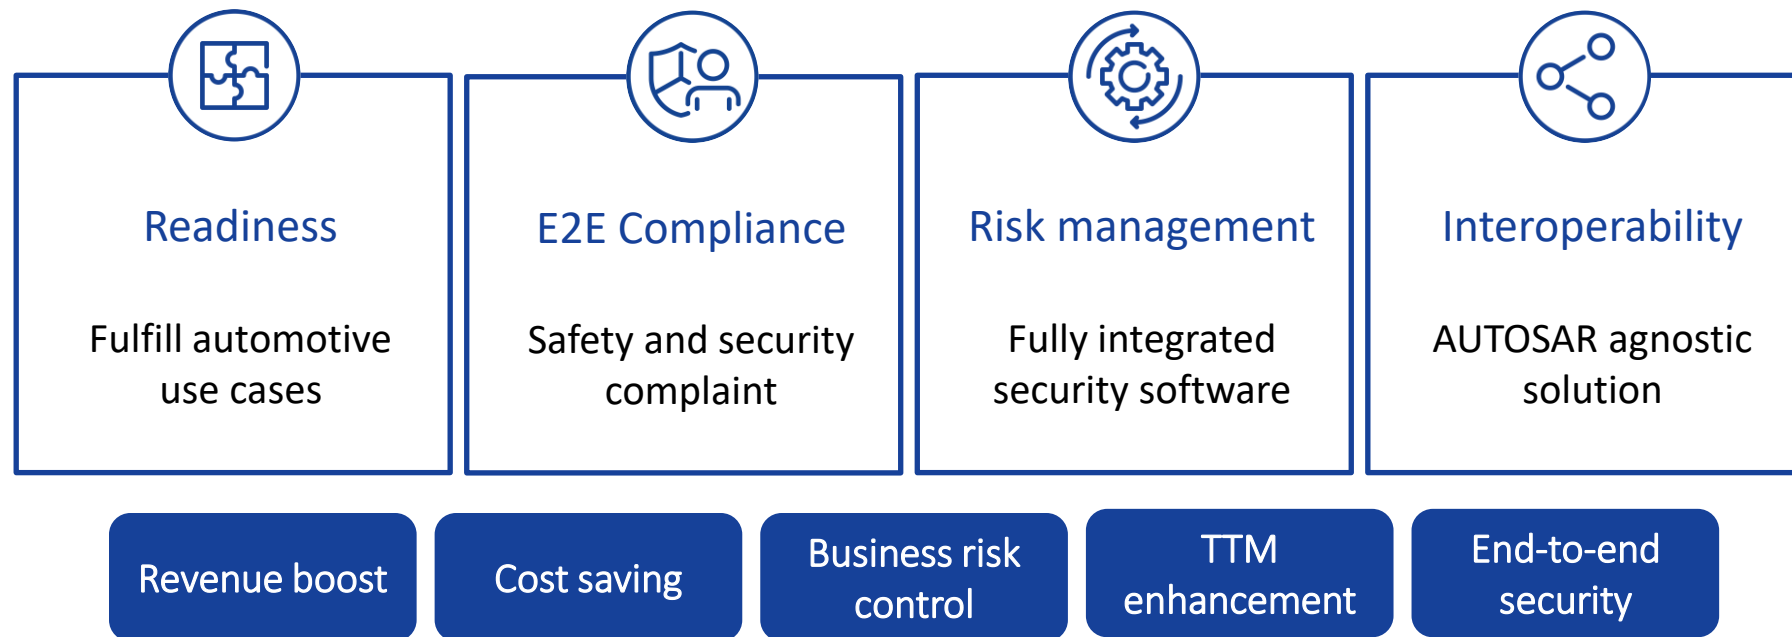 Readiness
Fulfill automotive
use cases
E2E Compliance
Safety and security
complaint
Risk management
Fully integrated
security software
Interoperability
AUTOSAR agnostic
solution
Revenue boost
Cost saving
Business risk
control
TTM
enhancement
End-to-end
security